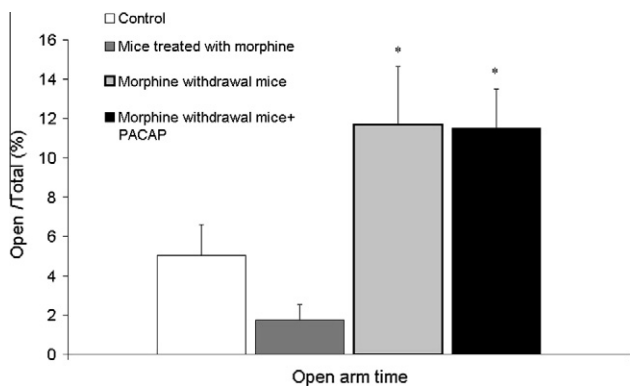 Control
Mice treated with morphine
Morphine withdrawal mice
Morphine withdrawal mice+
PACAP
Open /Total (%)
16
14
12
10
8
6
4
2
0
*
*
Open arm time